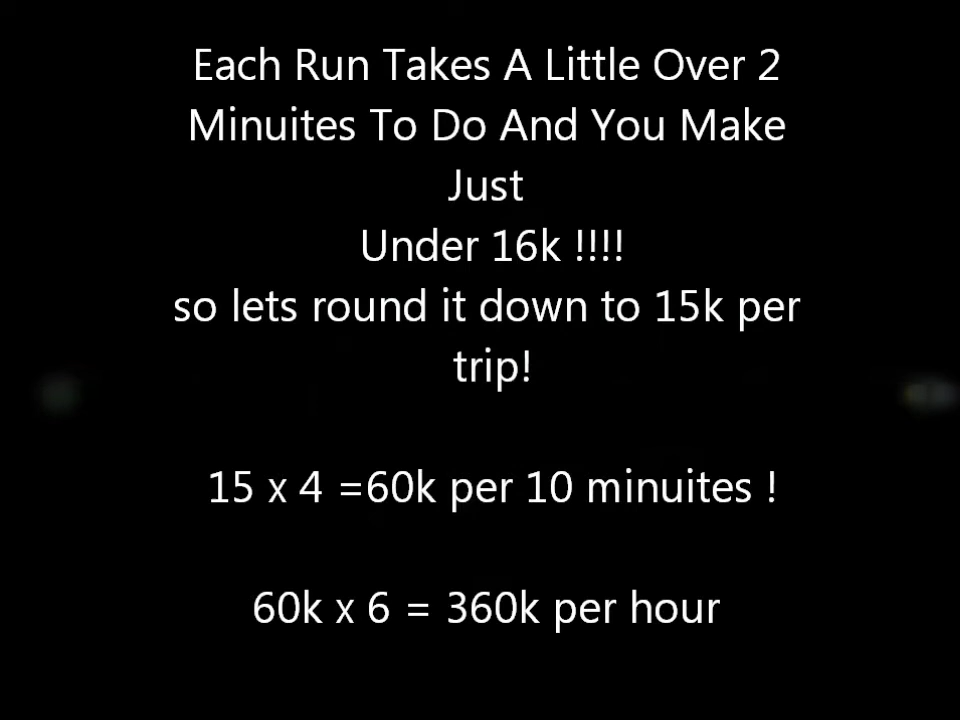 Each Run Takes A Little Over 2
Minuites To Do And You Make
Just
Under 16k !!!!
so lets round it down to 15k per
trip!
15 x 4 =60k per 10 minuites !
60k x 6 = 360k per hour